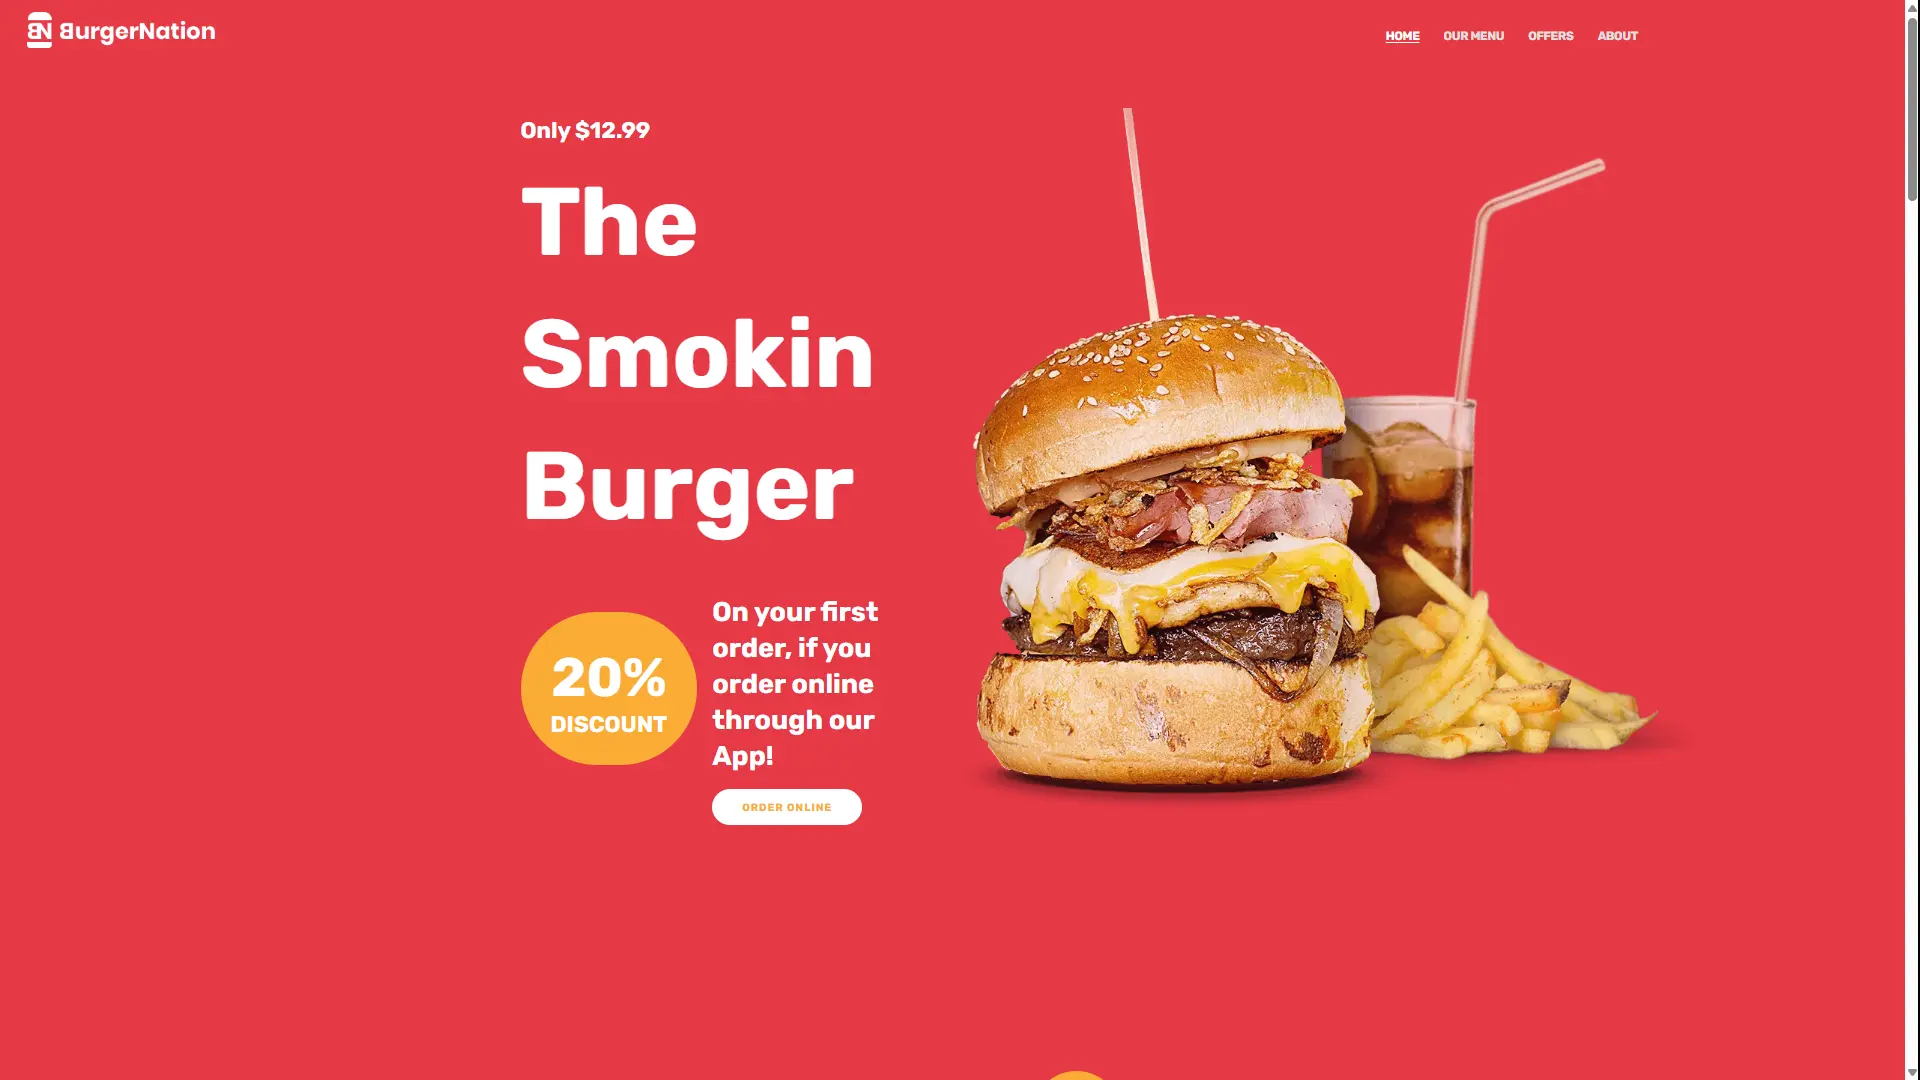 BN BurgerNation
HOME OUR MENU OFFERS ABOUT
Only $12.99
The
Smokin
Burger
20%
DISCOUNT
On your first
order, if you
order online
through our
App!
ORDER ONLINE